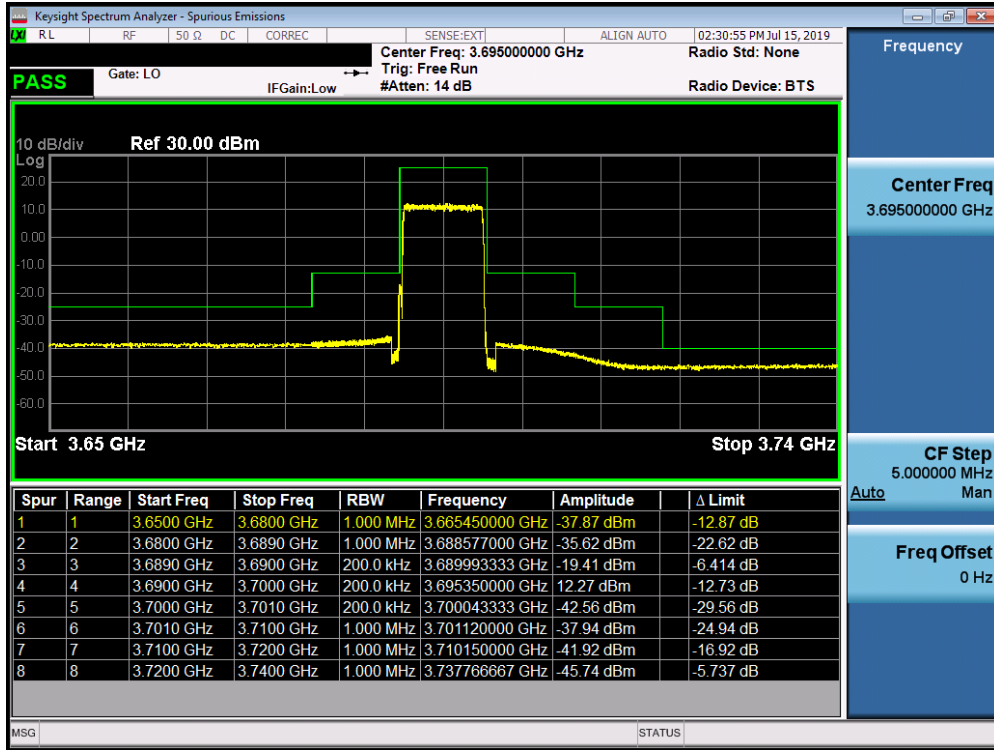 Keysight Spectrum Analyzer - Spurious Emissions
LXI RL RF 50 Ω DC CORREC SENSE:EXT ALIGN AUTO 02:30:55 PM Jul 15, 2019
Center Freq: 3.695000000 GHz Radio Std: None
PASS Gate: LO Trig: Free Run
IFGain:Low #Atten: 14 dB Radio Device: BTS
Frequency
10 dB/div Ref 30.00 dBm
Log
20.0
10.0
0.00
-10.0
-20.0
-30.0
-40.0
-50.0
-60.0
Start 3.65 GHz Stop 3.74 GHz
Center Freq
3.695000000 GHz
CF Step
5.000000 MHz
Auto Man
Freq Offset
0 Hz
Spur Range Start Freq Stop Freq RBW Frequency Amplitude Δ Limit
1 1 3.6500 GHz 3.6800 GHz 1.000 MHz 3.665450000 GHz -37.87 dBm -12.87 dB
2 2 3.6800 GHz 3.6890 GHz 1.000 MHz 3.688577000 GHz -35.62 dBm -22.62 dB
3 3 3.6890 GHz 3.6900 GHz 200.0 kHz 3.689993333 GHz -19.41 dBm -6.414 dB
4 4 3.6900 GHz 3.7000 GHz 200.0 kHz 3.695350000 GHz 12.27 dBm -12.73 dB
5 5 3.7000 GHz 3.7010 GHz 200.0 kHz 3.700043333 GHz -42.56 dBm -29.56 dB
6 6 3.7010 GHz 3.7100 GHz 1.000 MHz 3.701120000 GHz -37.94 dBm -24.94 dB
7 7 3.7100 GHz 3.7200 GHz 1.000 MHz 3.710150000 GHz -41.92 dBm -16.92 dB
8 8 3.7200 GHz 3.7400 GHz 1.000 MHz 3.737766667 GHz -45.74 dBm -5.737 dB
MSG STATUS